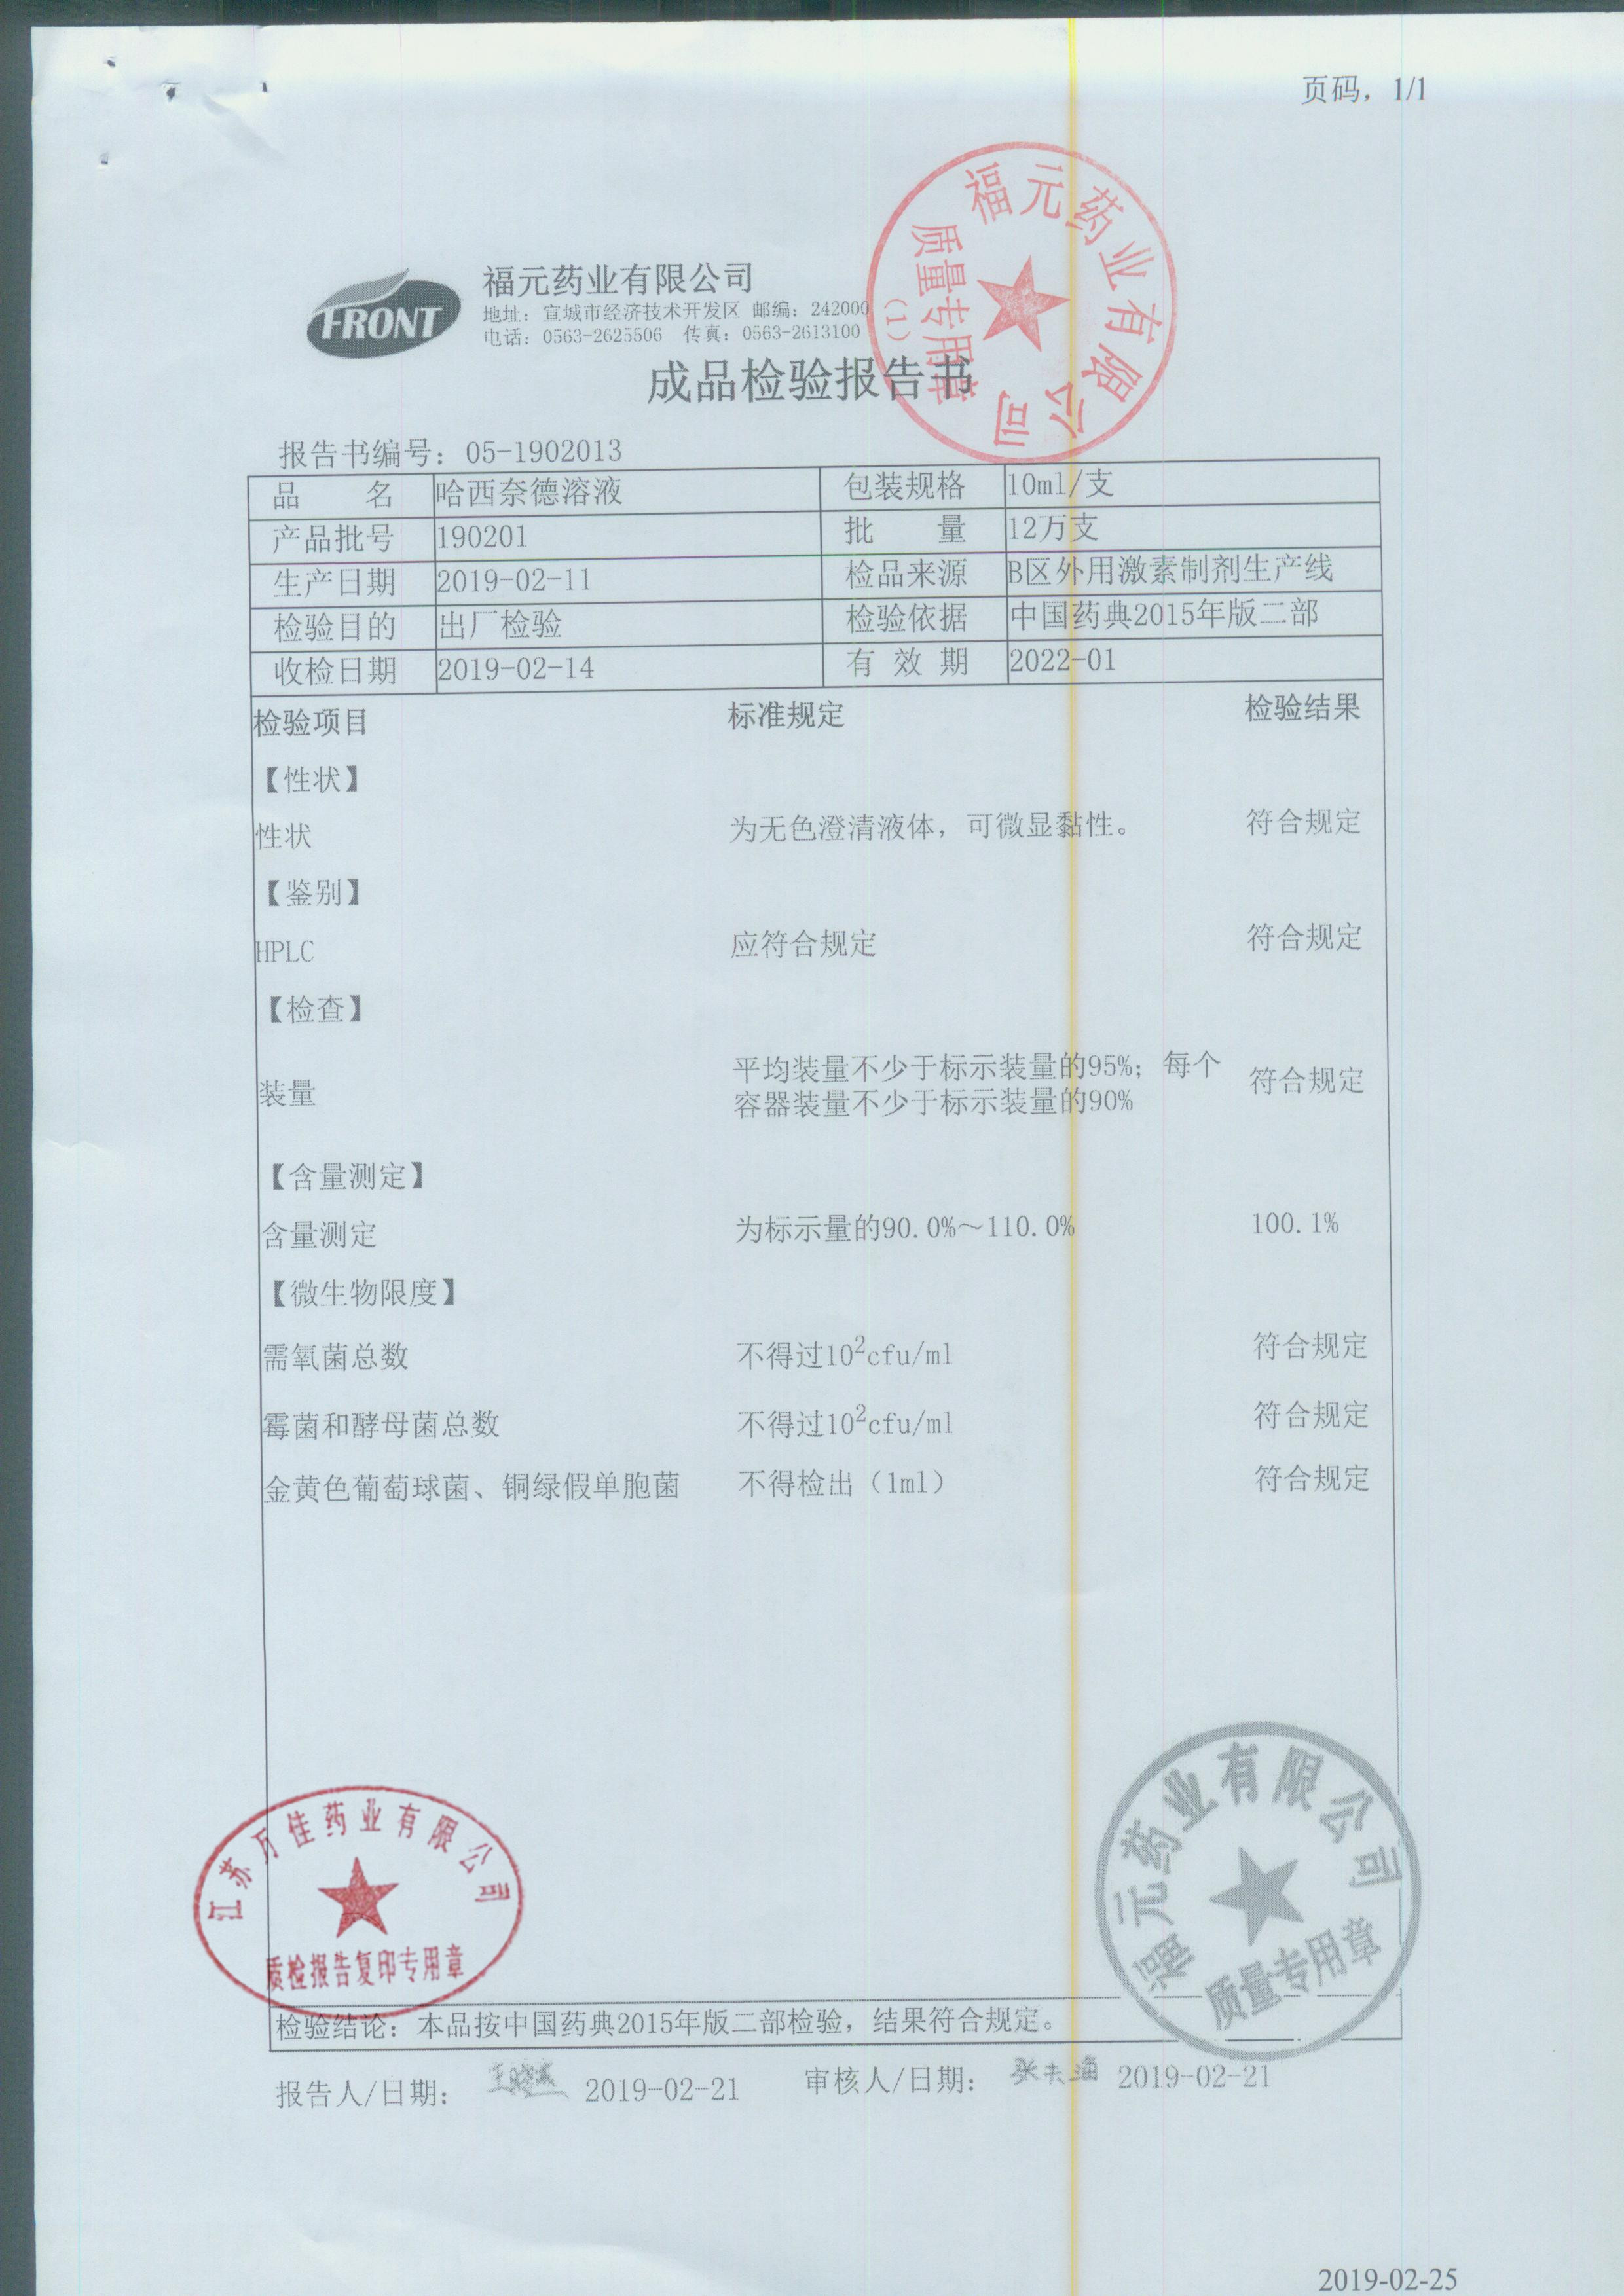 页码，1/1
福元药业有限公司
质量专用章
(1)
FRONT
福元药业有限公司
地址：宣城市经济技术开发区 邮编：242000
电话：0563-2625506 传真：0563-2613100
成品检验报告书
报告书编号：05-1902013
品 名 哈西奈德溶液 包装规格 10ml/支
产品批号 190201 批 量 12万支
生产日期 2019-02-11 检品来源 B区外用激素制剂生产线
检验目的 出厂检验 检验依据 中国药典2015年版二部
收检日期 2019-02-14 有 效 期 2022-01
检验项目 标准规定 检验结果
【性状】
性状 为无色澄清液体，可微显黏性。 符合规定
【鉴别】
HPLC 应符合规定 符合规定
【检查】
装量 平均装量不少于标示装量的95%；每个 符合规定
容器装量不少于标示装量的90%
【含量测定】
含量测定 为标示量的90.0%～110.0% 100.1%
【微生物限度】
需氧菌总数 不得过10²cfu/ml 符合规定
霉菌和酵母菌总数 不得过10²cfu/ml 符合规定
金黄色葡萄球菌、铜绿假单胞菌 不得检出（1ml） 符合规定
江苏万佳药业有限公司
质检报告复印专用章
福元药业有限公司
质量专用章
检验结论：本品按中国药典2015年版二部检验，结果符合规定。
报告人/日期： 2019-02-21 审核人/日期： 2019-02-21
2019-02-25